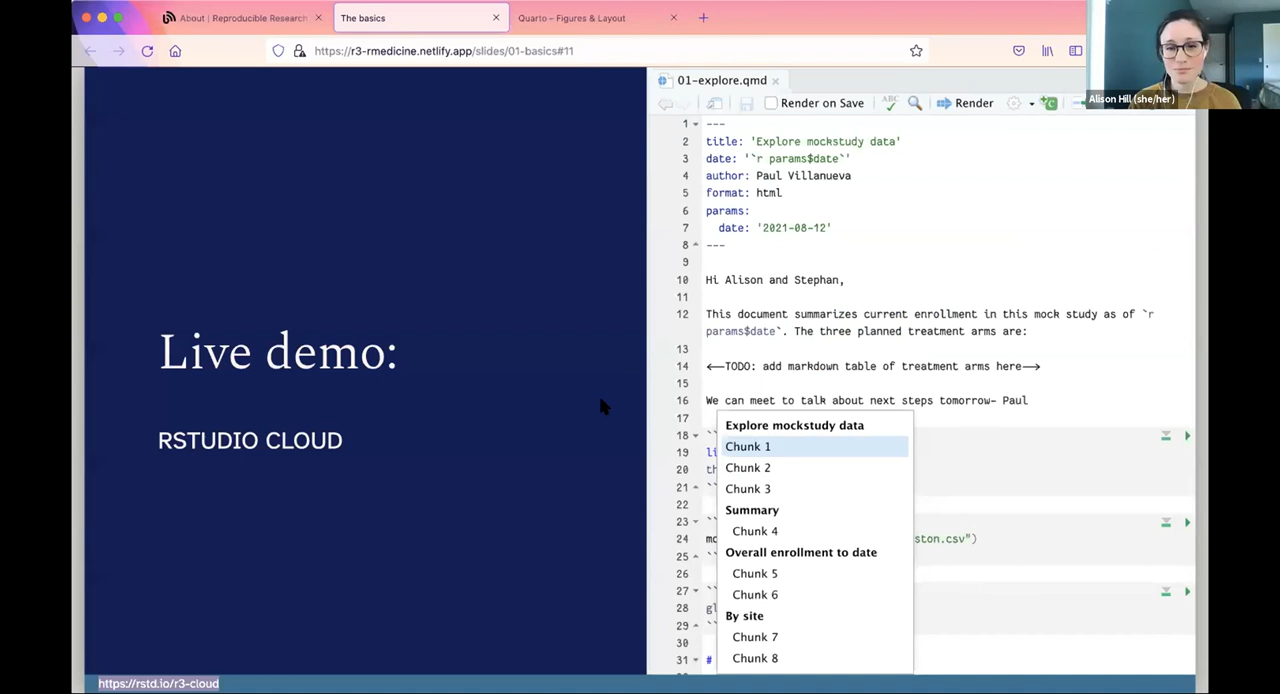 About | Reproducible Research
The basics
Quarto – Figures & Layout
https://r3-rmedicine.netlify.app/slides/01-basics#11
Alison Hill (she/her)
Live demo:
RSTUDIO CLOUD
https://rstd.io/r3-cloud
01-explore.qmd
Render on Save
ABC
Render
1 ---
2 title: 'Explore mockstudy data'
3 date: '`r params$date`'
4 author: Paul Villanueva
5 format: html
6 params:
7 date: '2021-08-12'
8 ---
9
10 Hi Alison and Stephan,
11
12 This document summarizes current enrollment in this mock study as of `r
params$date`. The three planned treatment arms are:
13
14 <--TODO: add markdown table of treatment arms here-->
15
16 We can meet to talk about next steps tomorrow- Paul
17
18 ``
19 li
20 th
21 ``
22
23 ``
24 mo ston.csv")
25 ``
26
27 ``
28 gl
29 ``
30
31 #
Explore mockstudy data
Chunk 1
Chunk 2
Chunk 3
Summary
Chunk 4
Overall enrollment to date
Chunk 5
Chunk 6
By site
Chunk 7
Chunk 8